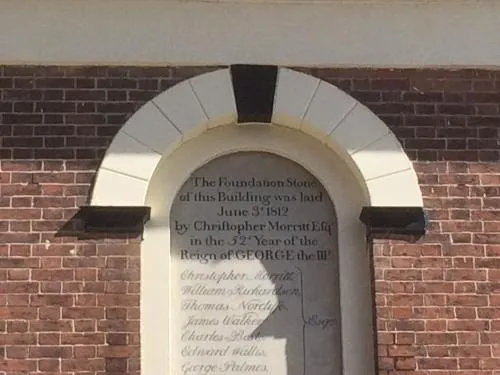 The Foundation Stone
of this Building was laid
June 3d. 1812
by Christopher Morritt Esqr.
in the 52d. Year of the
Reign of GEORGE the IIId.
Christopher Morritt,
William Richardson,
Thomas Norcliffe
James Walker
Charles Best
Edward Wallis,
George Palmes,
Esqrs.